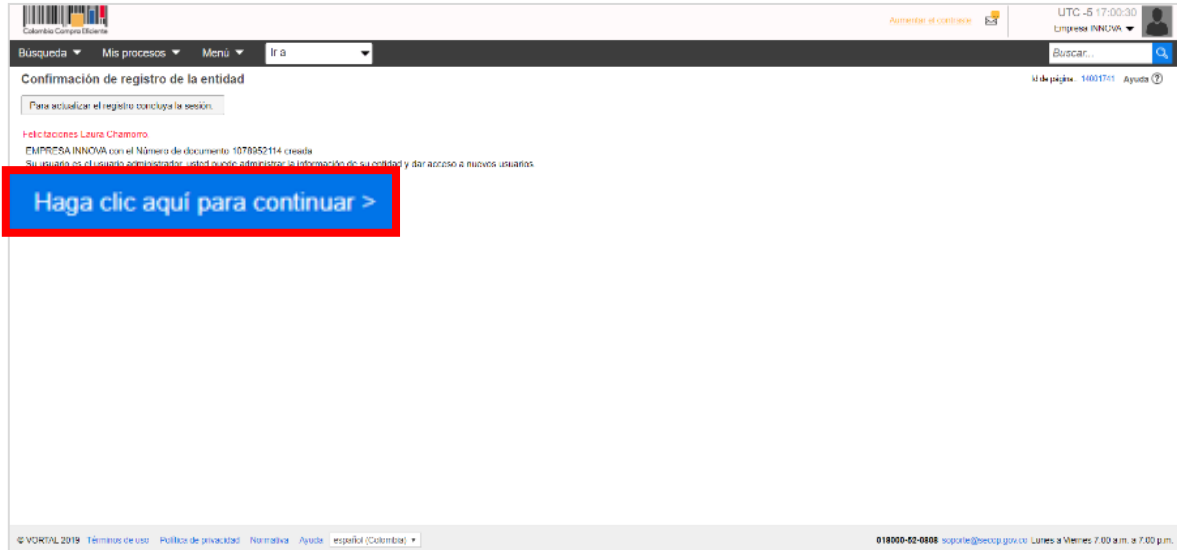 Colombia Compra Eficiente
Aumentar el contraste
UTC -5 17:00:30
Empresa INNOVA
Búsqueda Mis procesos Menú Ir a Buscar...
Confirmación de registro de la entidad
Id de página: 14001741 Ayuda ?
Para actualizar el registro concluya la sesión.
Felicitaciones Laura Chamorro
EMPRESA INNOVA con el Número de documento 1078952114 creada
Su usuario es el usuario administrador, usted puede administrar la información de su entidad y dar acceso a nuevos usuarios.
Haga clic aquí para continuar >
© VORTAL 2019 Términos de uso Política de privacidad Normativa Ayuda español (Colombia) 018000-52-0808 soporte@secop.gov.co Lunes a Viernes 7:00 a.m. a 7:00 p.m.